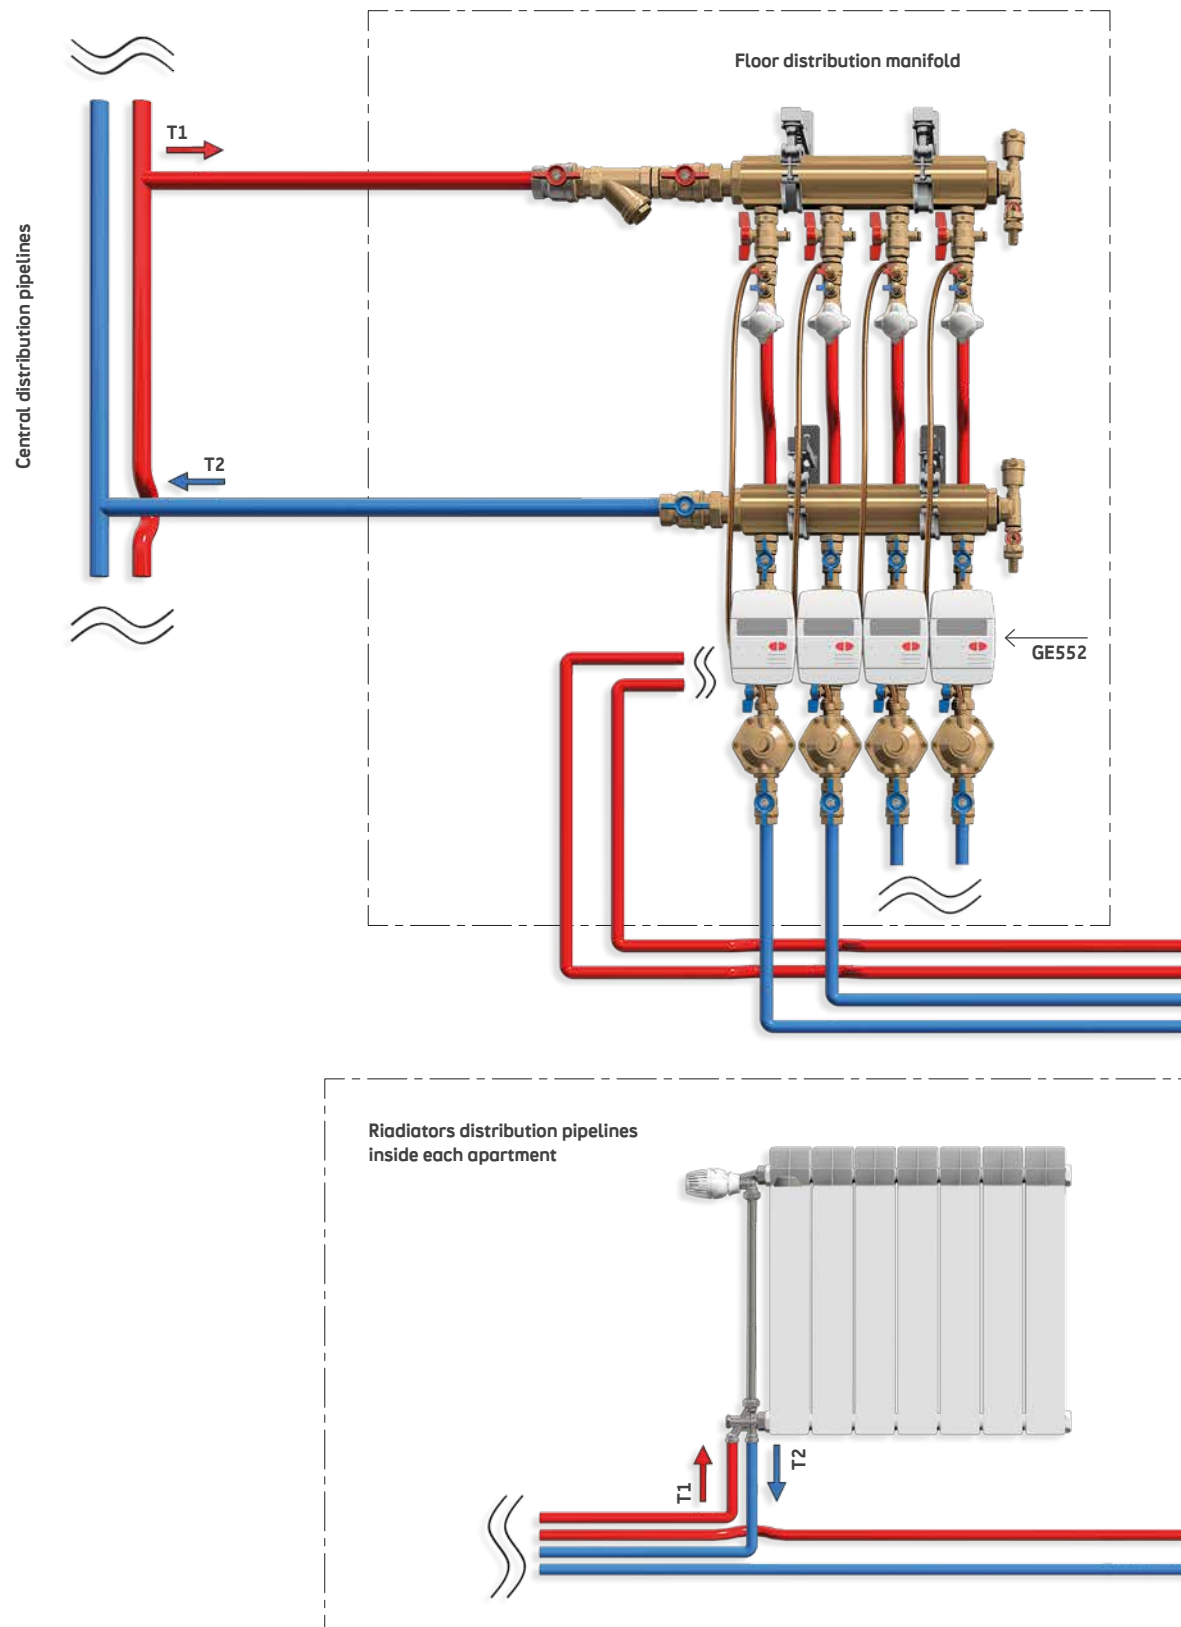 Floor distribution manifold
T1
Central distribution pipelines
T2
GE552
Riadiators distribution pipelines
inside each apartment
T1
T2